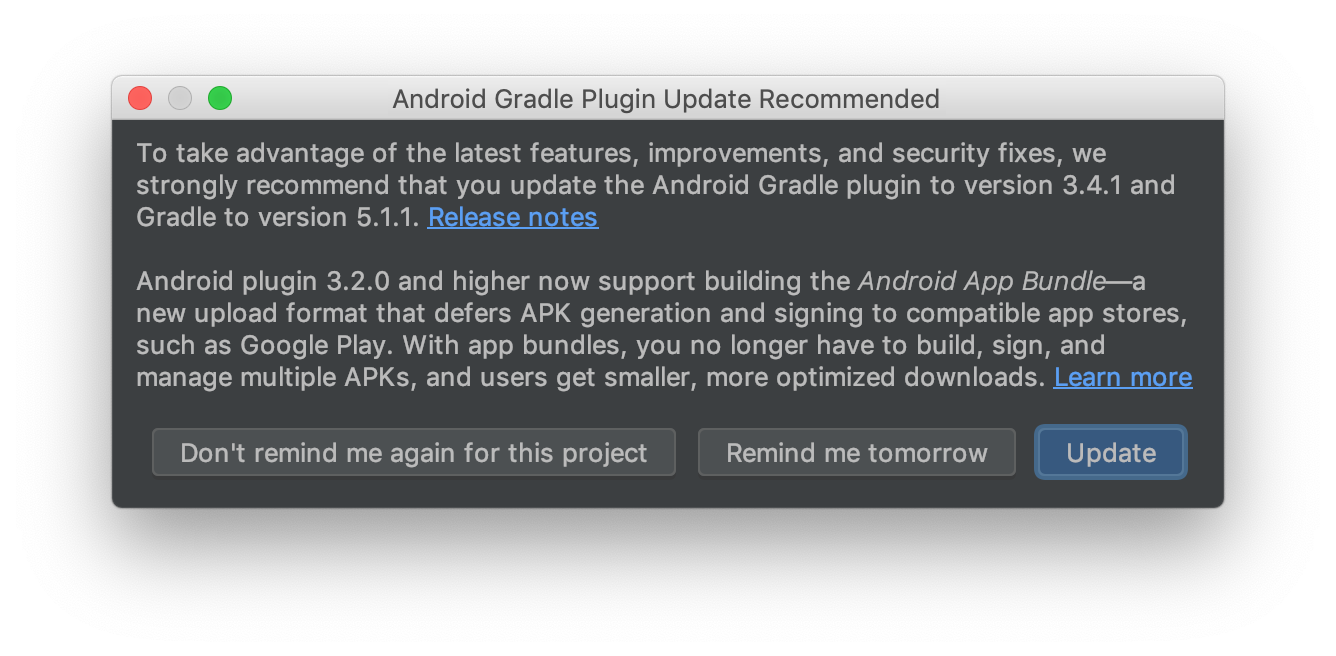 Android Gradle Plugin Update Recommended
To take advantage of the latest features, improvements, and security fixes, we
strongly recommend that you update the Android Gradle plugin to version 3.4.1 and
Gradle to version 5.1.1. Release notes
Android plugin 3.2.0 and higher now support building the Android App Bundle—a
new upload format that defers APK generation and signing to compatible app stores,
such as Google Play. With app bundles, you no longer have to build, sign, and
manage multiple APKs, and users get smaller, more optimized downloads. Learn more
Don't remind me again for this project
Remind me tomorrow
Update